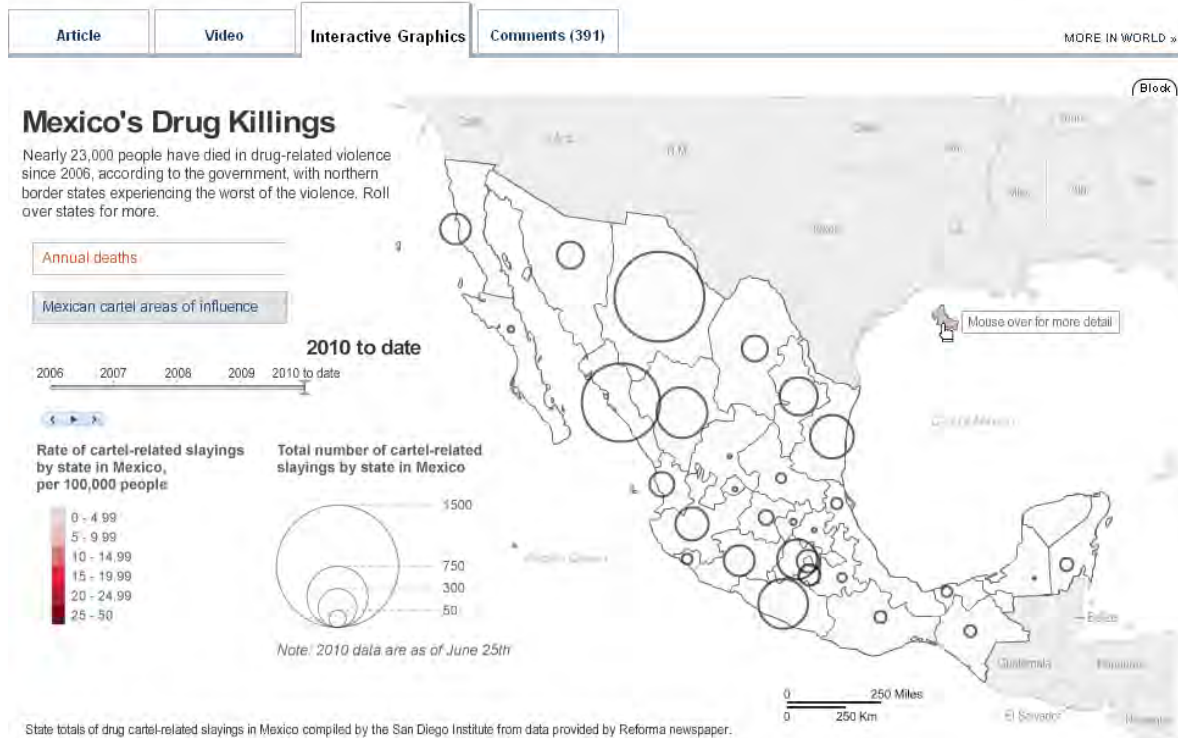 Article
Video
Interactive Graphics
Comments (391)
MORE IN WORLD »
Block
Mexico's Drug Killings
Nearly 23,000 people have died in drug-related violence
since 2006, according to the government, with northern
border states experiencing the worst of the violence. Roll
over states for more.
Annual deaths
Mexican cartel areas of influence
2010 to date
2006
2007
2008
2009
2010 to date
Rate of cartel-related slayings
by state in Mexico,
per 100,000 people
0 - 4.99
5 - 9.99
10 - 14.99
15 - 19.99
20 - 24.99
25 - 50
Total number of cartel-related
slayings by state in Mexico
1500
750
300
50
Note: 2010 data are as of June 25th
Mouse over for more detail
N.M.
Belize
Guatemala
El Salvador
0 250 Miles
0 250 Km
State totals of drug cartel-related slayings in Mexico compiled by the San Diego Institute from data provided by Reforma newspaper.